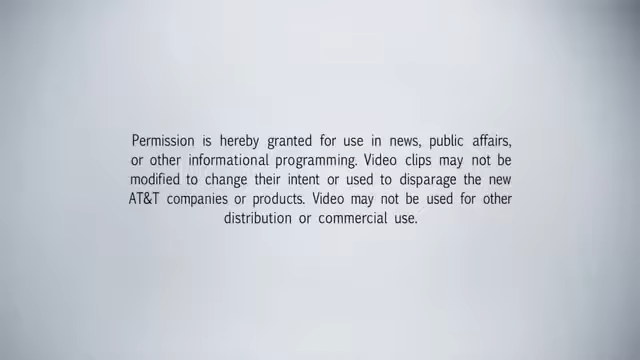 Permission is hereby granted for use in news, public affairs,
or other informational programming. Video clips may not be
modified to change their intent or used to disparage the new
AT&T companies or products. Video may not be used for other
distribution or commercial use.